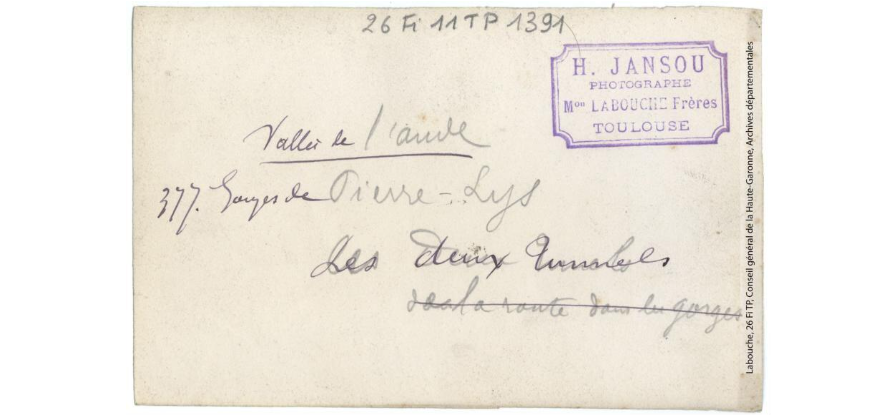 26 Fi 11 TP 1391
H. JANSOU
PHOTOGRAPHE
Mon LABOUCHE Frères
TOULOUSE
Vallée de l'aude
377. Gorges de Pierre-Lys
Les deux Tunnels
de la route dans les gorges
Labouche, 26 Fi TP, Conseil général de la Haute-Garonne, Archives départementales